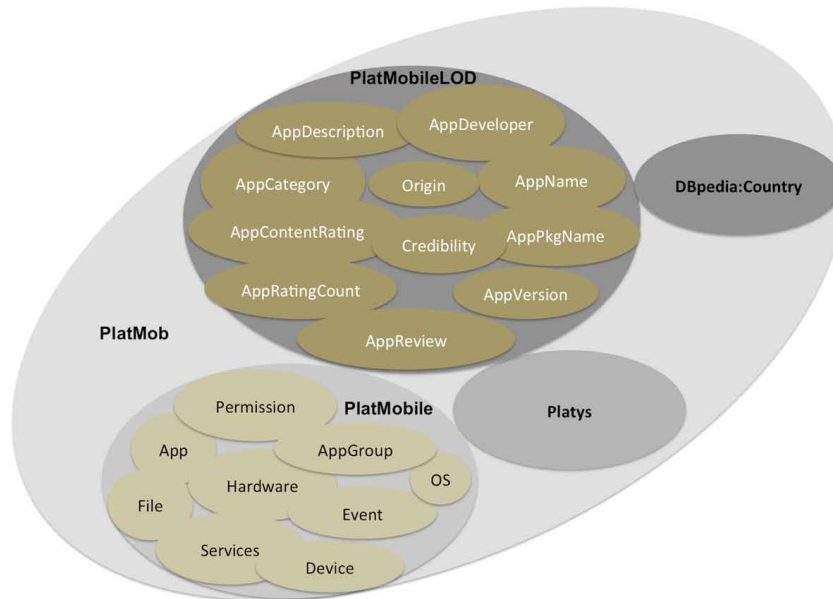 PlatMobileLOD
AppDescription
AppDeveloper
AppCategory
Origin
AppName
DBpedia:Country
AppContentRating
Credibility
AppPkgName
AppRatingCount
AppVersion
PlatMob
AppReview
Permission
PlatMobile
Platys
App
AppGroup
Hardware
OS
File
Event
Services
Device